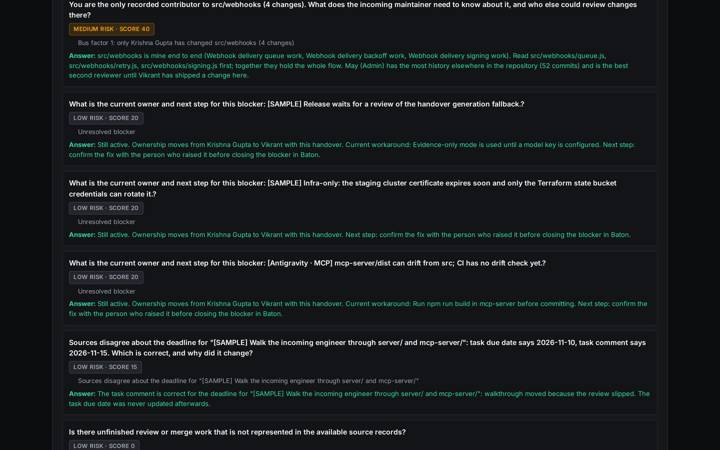 You are the only recorded contributor to src/webhooks (4 changes). What does the incoming maintainer need to know about it, and who else could review changes
there?
MEDIUM RISK · SCORE 40
Bus factor 1: only Krishna Gupta has changed src/webhooks (4 changes)
Answer: src/webhooks is mine end to end (Webhook delivery queue work, Webhook delivery backoff work, Webhook delivery signing work). Read src/webhooks/queue.js,
src/webhooks/retry.js, src/webhooks/signing.js first; together they hold the whole flow. May (Admin) has the most history elsewhere in the repository (52 commits) and is the best
second reviewer until Vikrant has shipped a change here.
What is the current owner and next step for this blocker: [SAMPLE] Release waits for a review of the handover generation fallback.?
LOW RISK · SCORE 20
Unresolved blocker
Answer: Still active. Ownership moves from Krishna Gupta to Vikrant with this handover. Current workaround: Evidence-only mode is used until a model key is configured. Next step:
confirm the fix with the person who raised it before closing the blocker in Baton.
What is the current owner and next step for this blocker: [SAMPLE] Infra-only: the staging cluster certificate expires soon and only the Terraform state bucket
credentials can rotate it.?
LOW RISK · SCORE 20
Unresolved blocker
Answer: Still active. Ownership moves from Krishna Gupta to Vikrant with this handover. Next step: confirm the fix with the person who raised it before closing the blocker in Baton.
What is the current owner and next step for this blocker: [Antigravity · MCP] mcp-server/dist can drift from src; CI has no drift check yet.?
LOW RISK · SCORE 20
Unresolved blocker
Answer: Still active. Ownership moves from Krishna Gupta to Vikrant with this handover. Current workaround: Run npm run build in mcp-server before committing. Next step: confirm the
fix with the person who raised it before closing the blocker in Baton.
Sources disagree about the deadline for "[SAMPLE] Walk the incoming engineer through server/ and mcp-server/": task due date says 2026-11-10, task comment says
2026-11-15. Which is correct, and why did it change?
LOW RISK · SCORE 15
Sources disagree about the deadline for "[SAMPLE] Walk the incoming engineer through server/ and mcp-server/"
Answer: The task comment is correct for the deadline for "[SAMPLE] Walk the incoming engineer through server/ and mcp-server/": walkthrough moved because the review slipped. The
task due date was never updated afterwards.
Is there unfinished review or merge work that is not represented in the available source records?
LOW RISK · SCORE 0